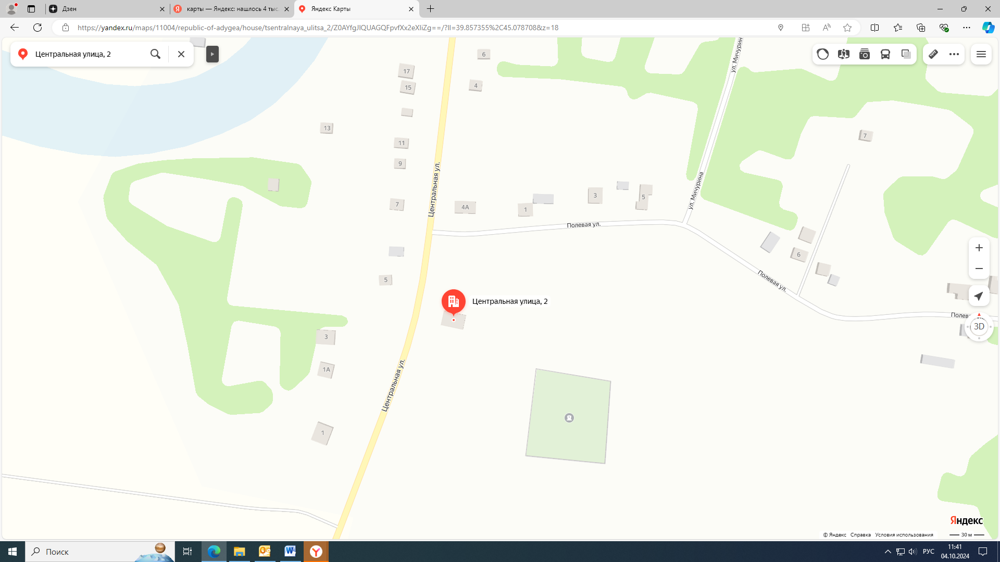 Дзен
карты — Яндекс: нашлось 4 тыс.
Яндекс Карты
https://yandex.ru/maps/11004/republic-of-adygea/house/tsentralnaya_ulitsa_2/Z0AYfgJlQUAGQFpvfXx2eXliZg==/?ll=39.857355%2C45.078708&z=18
Центральная улица, 2
6
17
4
15
13
11
9
7
4А
1
3
5
7
6
5
3
1А
1
ул. Мичурин
ул. Мичурина
Центральная ул.
Полевая ул.
Полевая ул.
Центральная улица, 2
Центральная ул.
3D
Яндекс
© Яндекс Справка Условия использования
30 м
Поиск
РУС
11:41
04.10.2024